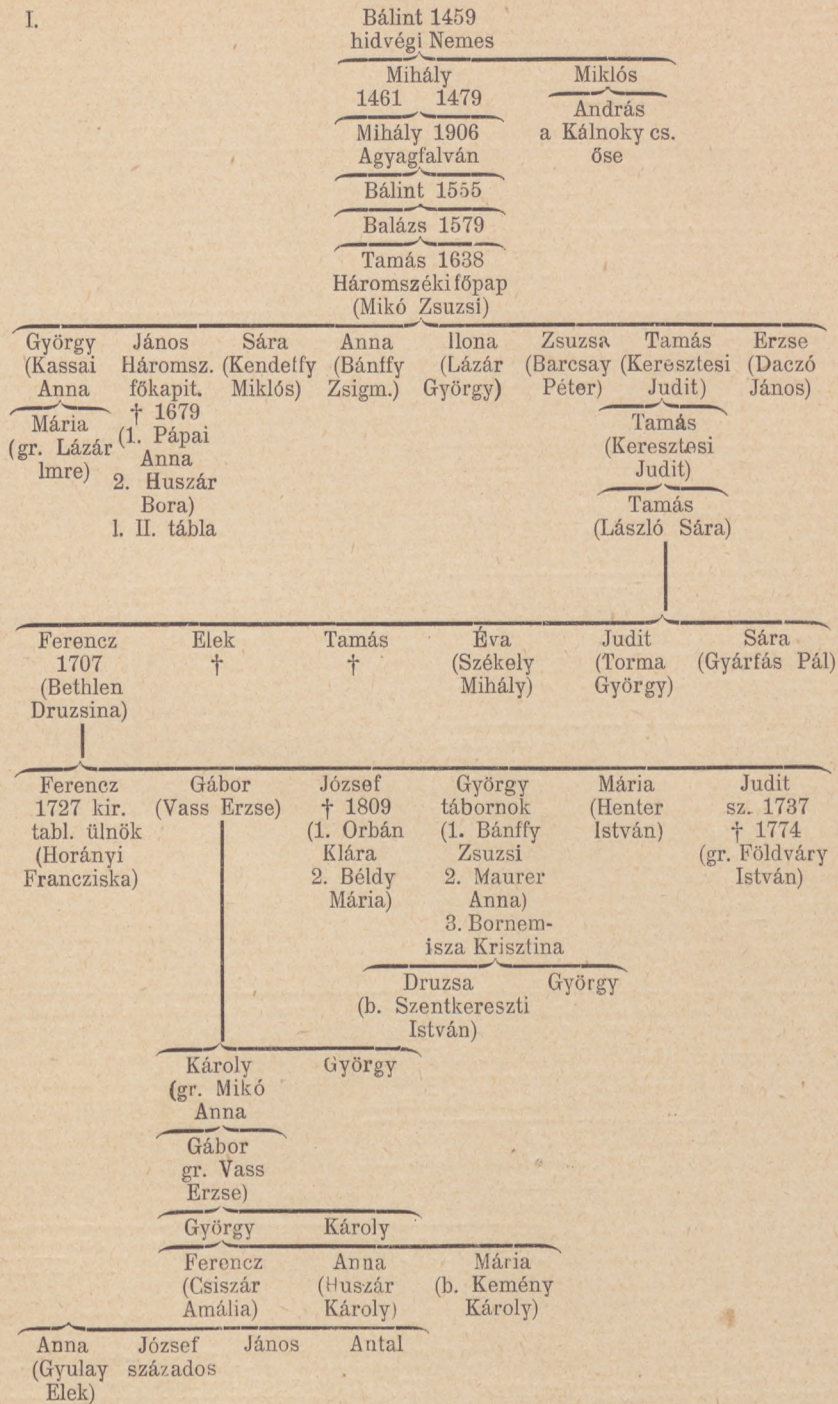 I.
Bálint 1459
hidvégi Nemes
Mihály Miklós
1461 1479 András
Mihály 1906 a Kálnoky cs.
Agyagfalván őse
Bálint 1555
Balázs 1579
Tamás 1638
Háromszéki főpap
(Mikó Zsuzsi)
György János Sára Anna Ilona Zsuzsa Tamás Erzse
(Kassai Háromsz. (Kendeffy (Bánffy (Lázár (Barcsay (Keresztesi (Daczó
Anna főkapit. Miklós) Zsigm.) György) Péter) Judit) János)
Mária † 1679 Tamás
(gr. Lázár (1. Pápai (Keresztesi
Imre) Anna Judit)
2. Huszár Tamás
Bora) (László Sára)
l. II. tábla
Ferencz Elek Tamás Éva Judit Sára
1707 † † (Székely (Torma (Gyárfás Pál)
(Bethlen Mihály) György)
Druzsina)
Ferencz Gábor József György Mária Judit
1727 kir. (Vass Erzse) † 1809 tábornok (Henter sz. 1737
tabl. ülnök (1. Orbán (1. Bánffy István) † 1774
(Horányi Klára Zsuzsi (gr. Földváry
Francziska) 2. Béldy 2. Maurer István)
Mária) Anna)
3. Bornem-
isza Krisztina
Druzsa György
(b. Szentkereszti
István)
Károly György
(gr. Mikó
Anna
Gábor
gr. Vass
Erzse)
György Károly
Ferencz Anna Mária
(Csiszár (Huszár (b. Kemény
Amália) Károly) Károly)
Anna József János Antal
(Gyulay százados
Elek)